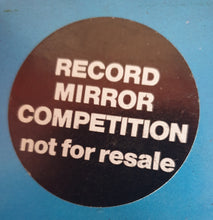 RECORD
MIRROR
COMPETITION
not for resale